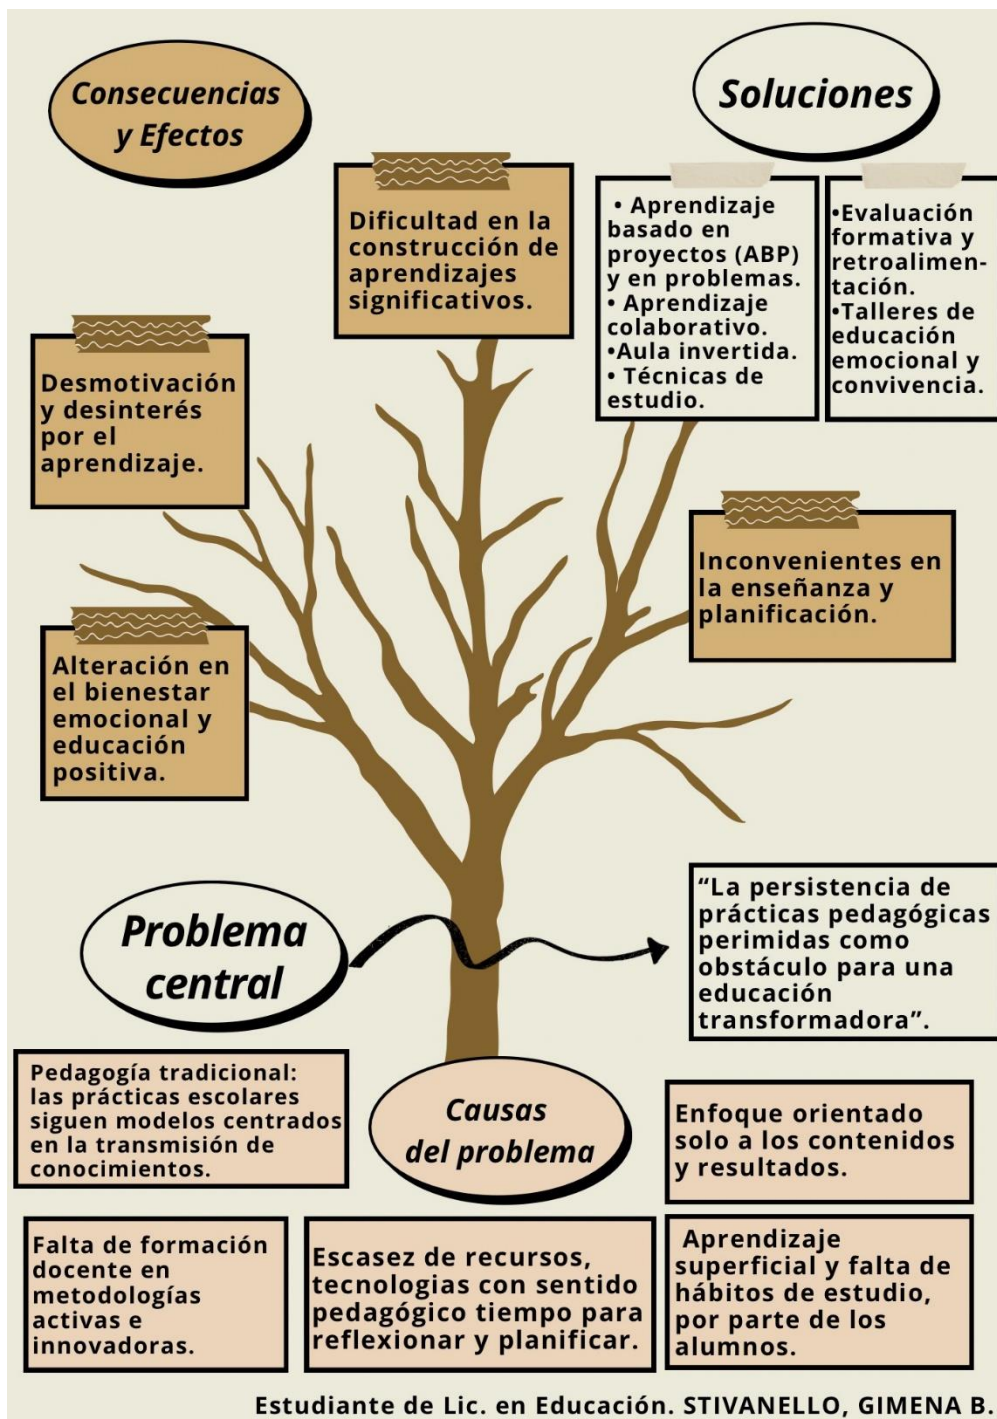 Consecuencias
y Efectos
Soluciones
Dificultad en la
construcción de
aprendizajes
significativos.
• Aprendizaje
basado en
proyectos (ABP)
y en problemas.
• Aprendizaje
colaborativo.
•Aula invertida.
• Técnicas de
estudio.
•Evaluación
formativa y
retroalimen-
tación.
•Talleres de
educación
emocional y
convivencia.
Desmotivación
y desinterés
por el
aprendizaje.
Inconvenientes en
la enseñanza y
planificación.
Alteración en
el bienestar
emocional y
educación
positiva.
Problema
central
“La persistencia de
prácticas pedagógicas
perimidas como
obstáculo para una
educación
transformadora”.
Pedagogía tradicional:
las prácticas escolares
siguen modelos centrados
en la transmisión de
conocimientos.
Causas
del problema
Enfoque orientado
solo a los contenidos
y resultados.
Falta de formación
docente en
metodologías
activas e
innovadoras.
Escasez de recursos,
tecnologias con sentido
pedagógico tiempo para
reflexionar y planificar.
Aprendizaje
superficial y falta de
hábitos de estudio,
por parte de los
alumnos.
Estudiante de Lic. en Educación. STIVANELLO, GIMENA B.